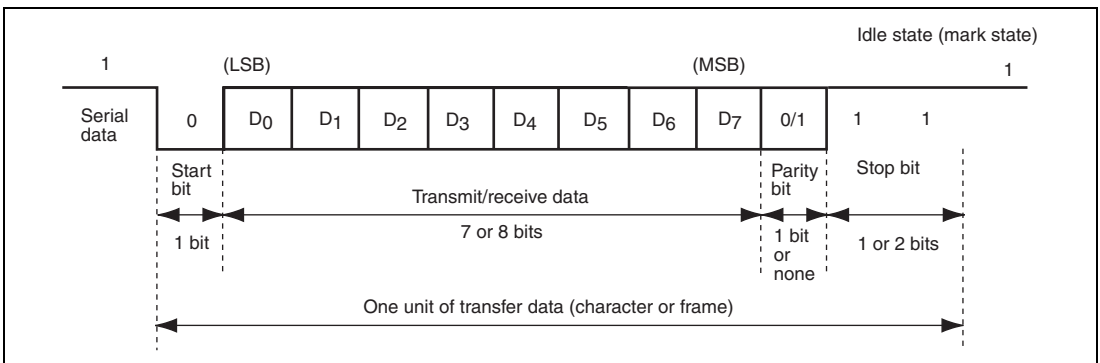 Idle state (mark state)
1 (LSB) (MSB) 1
Serial
data
0 D0 D1 D2 D3 D4 D5 D6 D7 0/1 1 1
Start
bit
Transmit/receive data
Parity
bit
Stop bit
1 bit
7 or 8 bits
1 bit
or
none
1 or 2 bits
One unit of transfer data (character or frame)